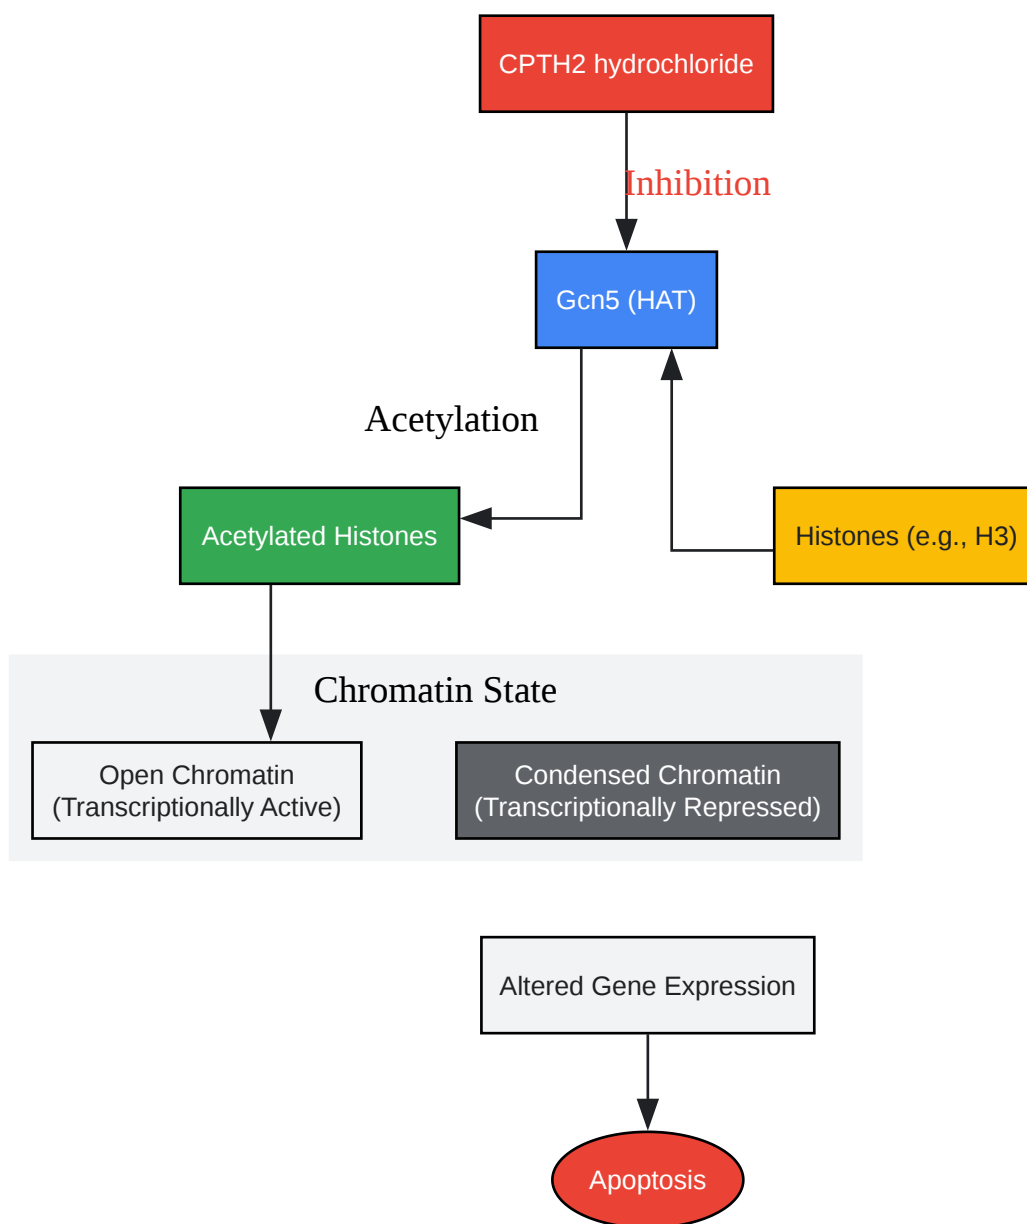 CPTH2 hydrochloride
Inhibition
Gcn5 (HAT)
Acetylation
Acetylated Histones
Histones (e.g., H3)
Chromatin State
Open Chromatin
(Transcriptionally Active)
Condensed Chromatin
(Transcriptionally Repressed)
Altered Gene Expression
Apoptosis